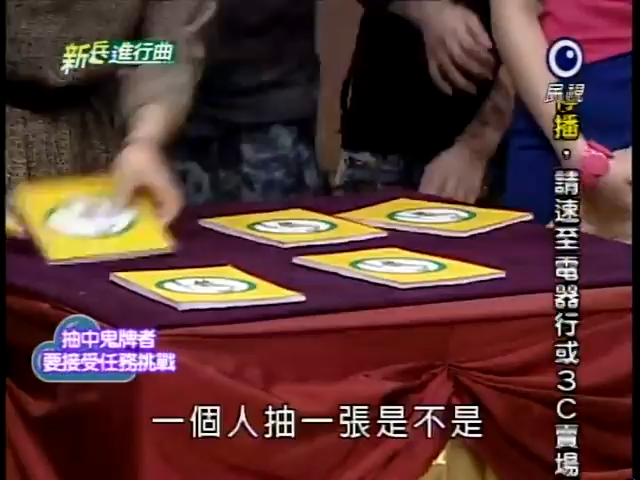 新兵進行曲
民視
停播，請速至電器行或3C賣場
抽中鬼牌者
要接受任務挑戰
一個人抽一張是不是